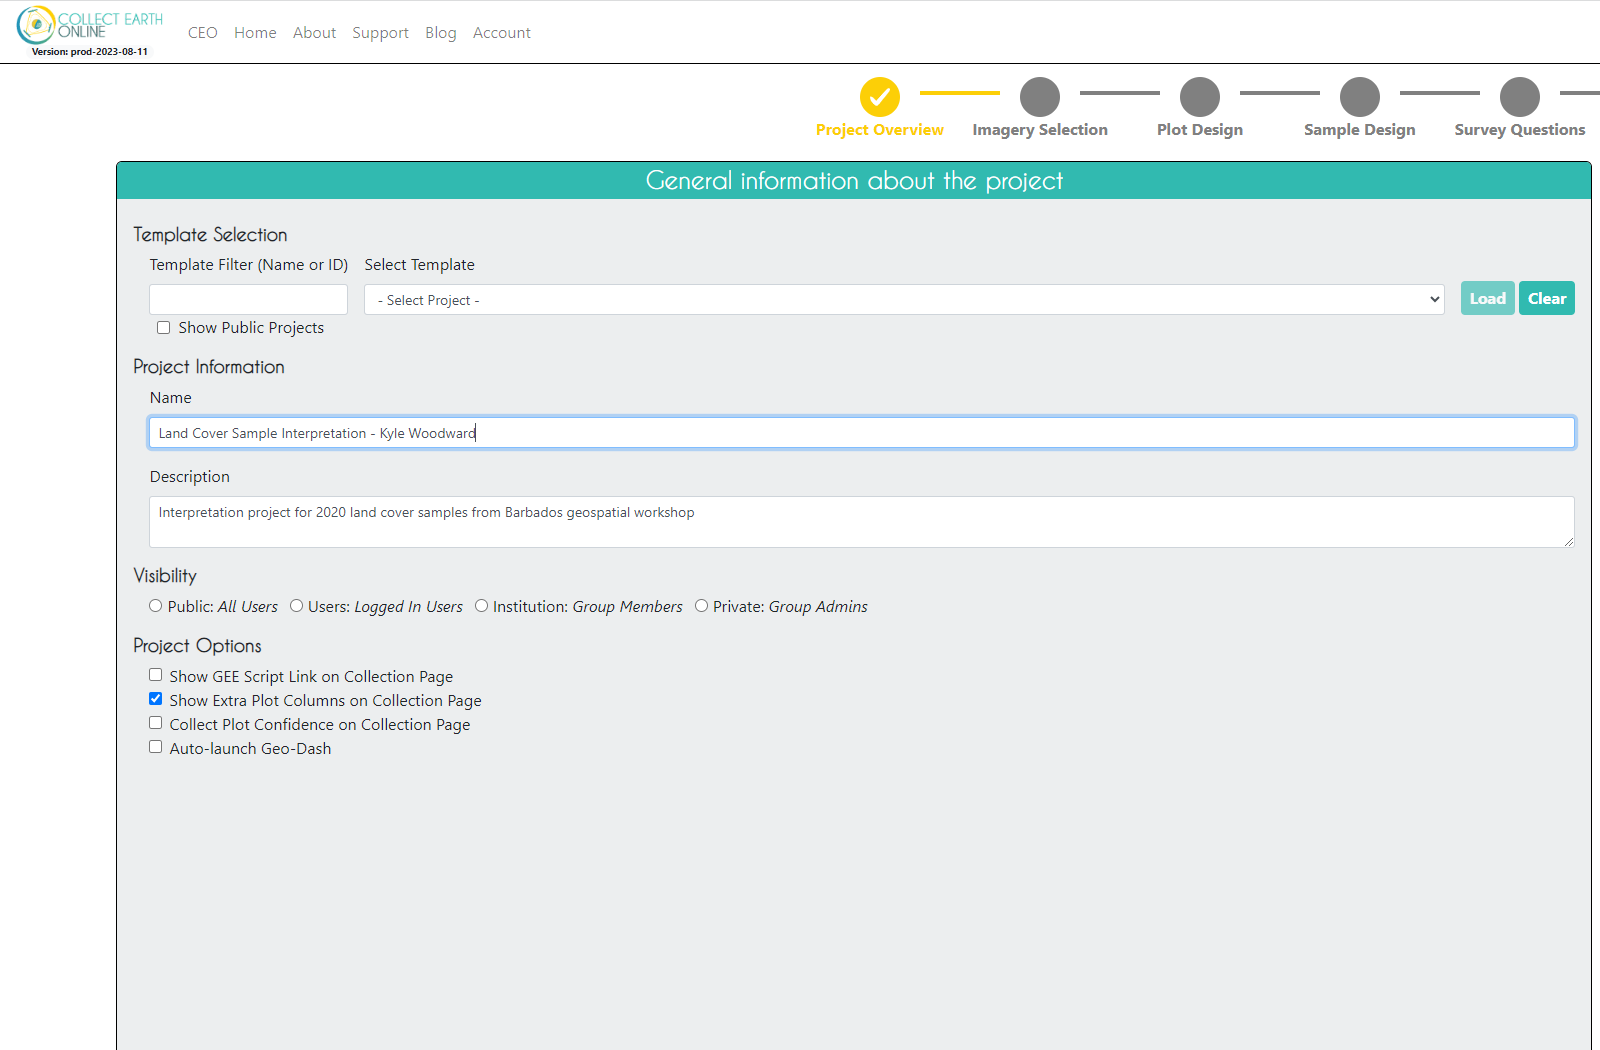 COLLECT EARTH
ONLINE
Version: prod-2023-08-11
CEO Home About Support Blog Account
Project Overview Imagery Selection Plot Design Sample Design Survey Questions
General information about the project
Template Selection
Template Filter (Name or ID) Select Template
- Select Project -
Load Clear
Show Public Projects
Project Information
Name
Land Cover Sample Interpretation - Kyle Woodward
Description
Interpretation project for 2020 land cover samples from Barbados geospatial workshop
Visibility
Public: All Users Users: Logged In Users Institution: Group Members Private: Group Admins
Project Options
Show GEE Script Link on Collection Page
Show Extra Plot Columns on Collection Page
Collect Plot Confidence on Collection Page
Auto-launch Geo-Dash